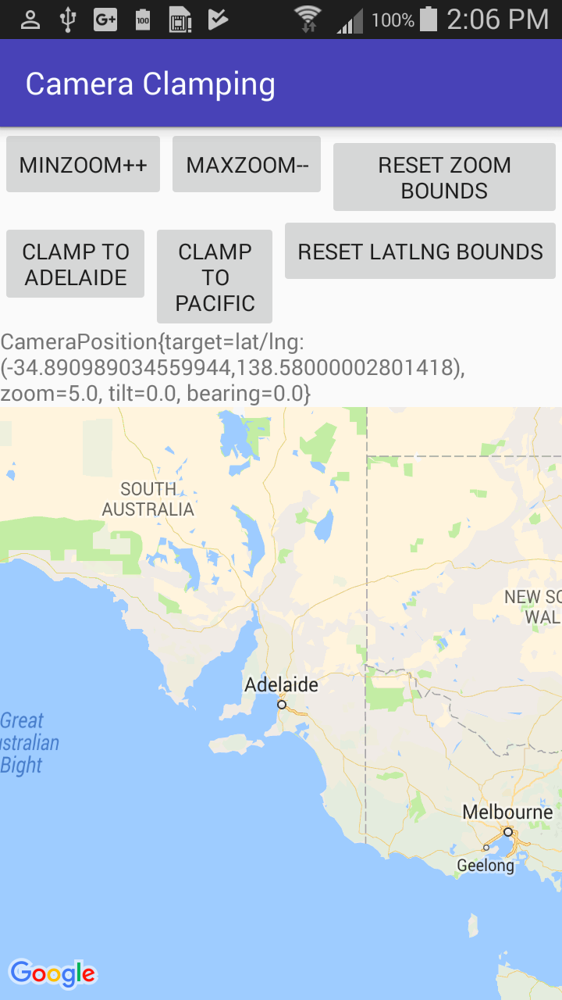 G+
100
100% 2:06 PM
Camera Clamping
MINZOOM++
MAXZOOM--
RESET ZOOM
BOUNDS
CLAMP TO
ADELAIDE
CLAMP
TO
PACIFIC
RESET LATLNG BOUNDS
CameraPosition{target=lat/lng:
(-34.890989034559944,138.58000002801418),
zoom=5.0, tilt=0.0, bearing=0.0}
SOUTH
AUSTRALIA
NEW SO
WAL
Adelaide
Great
ustralian
Bight
Melbourne
Geelong
Google